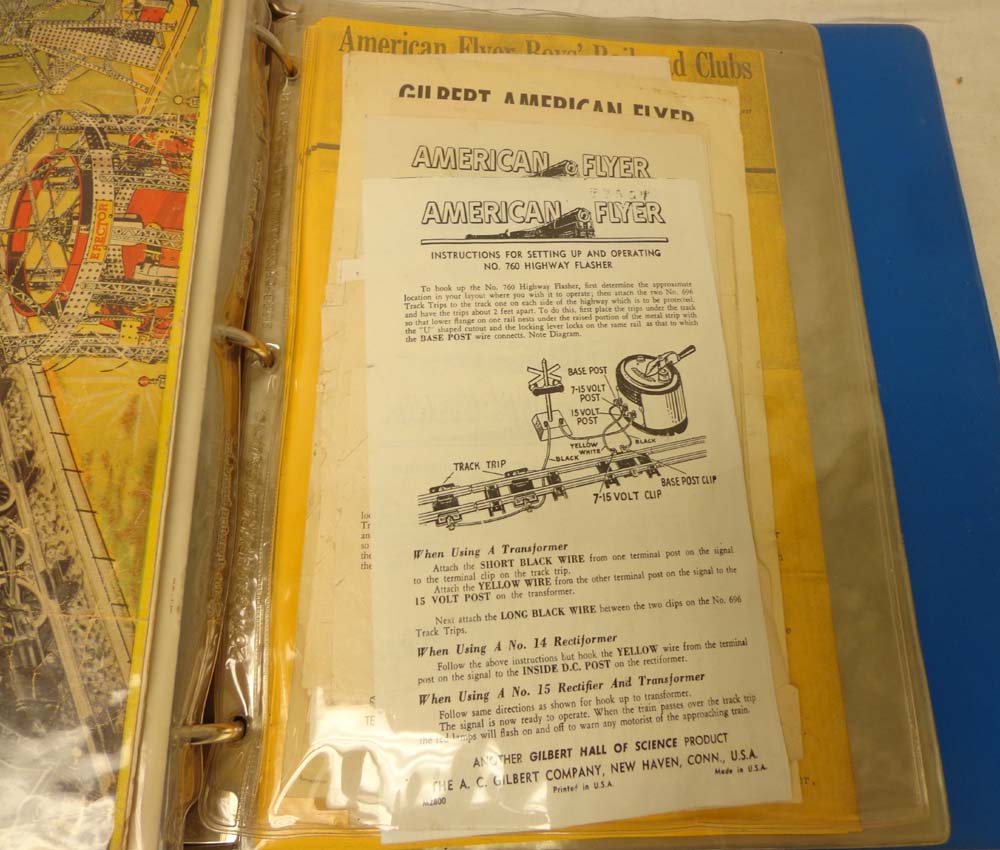 ERECTOR
American Flyer Boys' Railroad Clubs
GILBERT AMERICAN FLYER
AMERICAN FLYER
AMERICAN FLYER
INSTRUCTIONS FOR SETTING UP AND OPERATING
NO. 760 HIGHWAY FLASHER
To hook up the No. 760 Highway Flasher, first determine the approximate
location in your layout where you wish it to operate; then attach the two No. 696
Track Trips to the track one on each side of the highway which is to be protected,
and have the trips about 2 feet apart. To do this, first place the trips under the track
so that lower flange on one rail nests under the raised portion of the metal strip with
the "U" shaped cutout and the locking lever locks on the same rail as that to which
the BASE POST wire connects. Note Diagram.
BASE POST
7-15 VOLT
POST
15 VOLT
POST
YELLOW
WHITE
BLACK
BLACK
TRACK TRIP
BASE POST CLIP
7-15 VOLT CLIP
When Using A Transformer
Attach the SHORT BLACK WIRE from one terminal post on the signal
to the terminal clip on the track trip.
Attach the YELLOW WIRE from the other terminal post on the signal to the
15 VOLT POST on the transformer.
Next attach the LONG BLACK WIRE between the two clips on the No. 696
Track Trips.
When Using A No. 14 Rectiformer
Follow the above instructions but hook the YELLOW wire from the terminal
post on the signal to the INSIDE D.C. POST on the rectiformer.
When Using A No. 15 Rectifier And Transformer
Follow same directions as shown for hook up to transformer.
The signal is now ready to operate. When the train passes over the track trip
the red lamps will flash on and off to warn any motorist of the approaching train.
ANOTHER GILBERT HALL OF SCIENCE PRODUCT
THE A. C. GILBERT COMPANY, NEW HAVEN, CONN., U.S.A.
M2800
Printed in U.S.A.
Made in U.S.A.